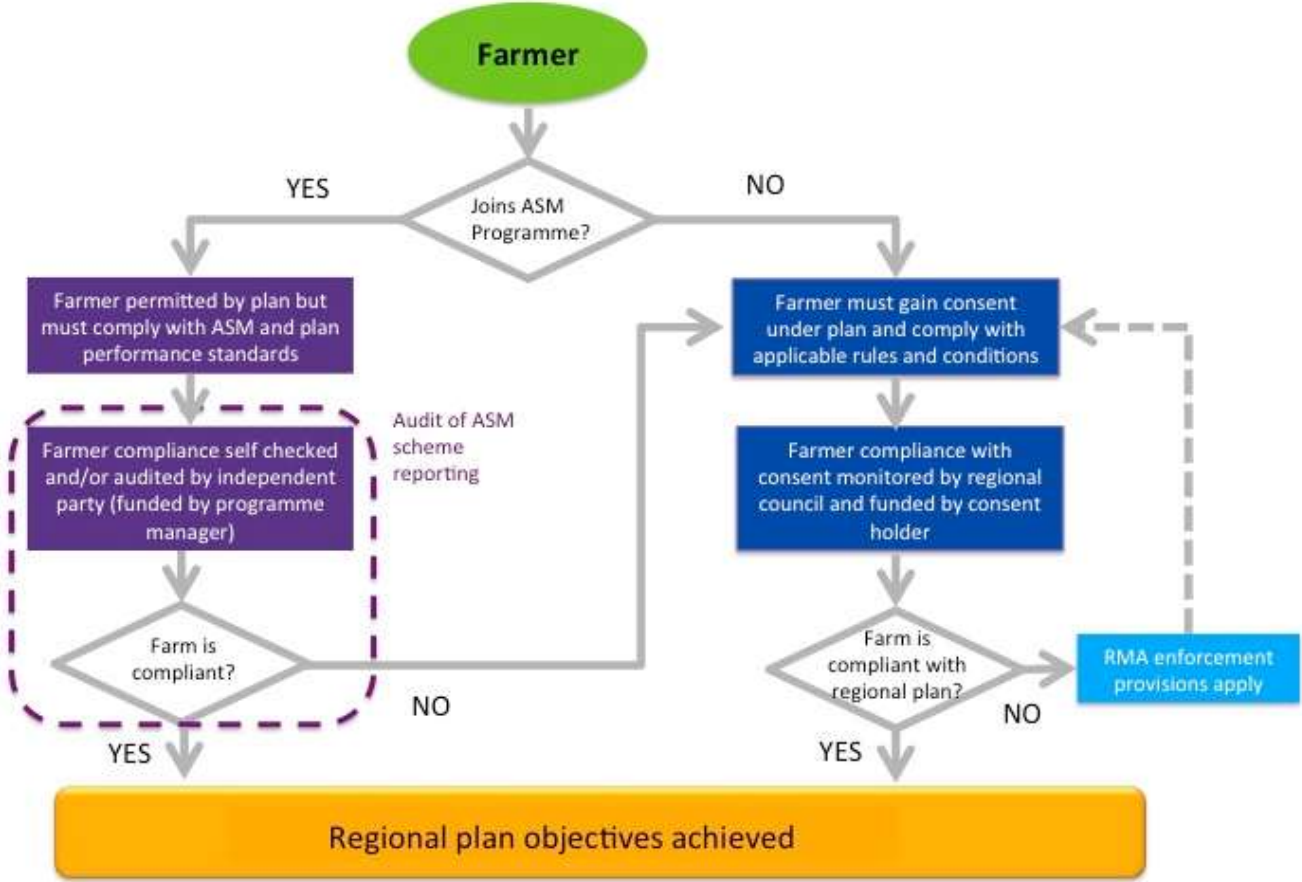 Farmer
Joins ASM
Programme?
YES
NO
Farmer permitted by plan but
must comply with ASM and plan
performance standards
Farmer must gain consent
under plan and comply with
applicable rules and conditions
Audit of ASM
scheme
reporting
Farmer compliance self checked
and/or audited by independent
party (funded by programme
manager)
Farmer compliance with
consent monitored by regional
council and funded by consent
holder
Farm is
compliant?
NO
YES
Farm is
compliant with
regional plan?
NO
YES
RMA enforcement
provisions apply
Regional plan objectives achieved